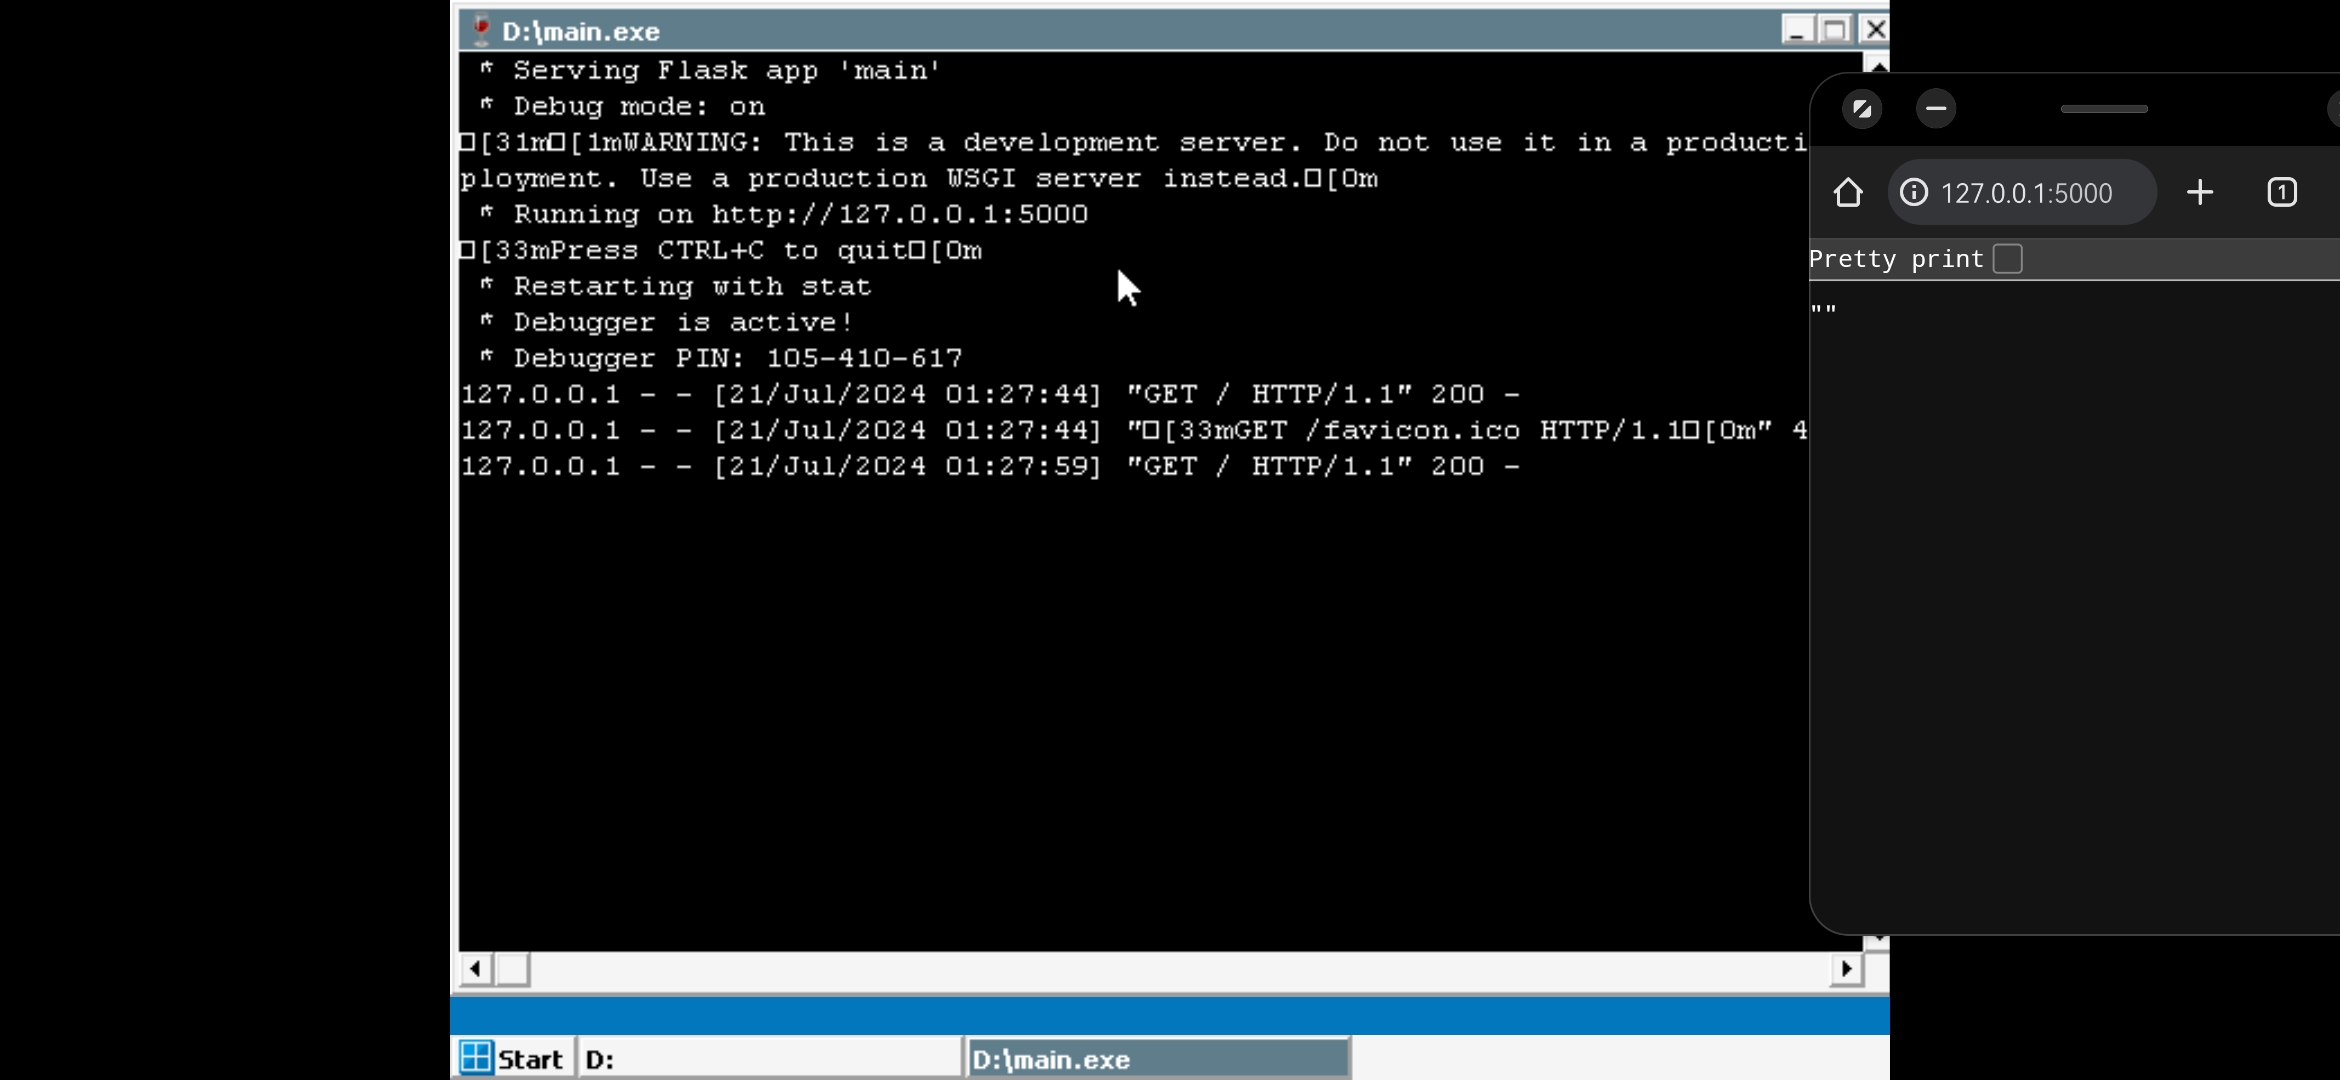 D:\main.exe
* Serving Flask app 'main'
* Debug mode: on
□[31m□[1mWARNING: This is a development server. Do not use it in a producti
ployment. Use a production WSGI server instead.□[0m
* Running on http://127.0.0.1:5000
□[33mPress CTRL+C to quit□[0m
* Restarting with stat
* Debugger is active!
* Debugger PIN: 105-410-617
127.0.0.1 - - [21/Jul/2024 01:27:44] "GET / HTTP/1.1" 200 -
127.0.0.1 - - [21/Jul/2024 01:27:44] "□[33mGET /favicon.ico HTTP/1.1□[0m" 4
127.0.0.1 - - [21/Jul/2024 01:27:59] "GET / HTTP/1.1" 200 -
127.0.0.1:5000
1
Pretty print
""
Start
D:
D:\main.exe